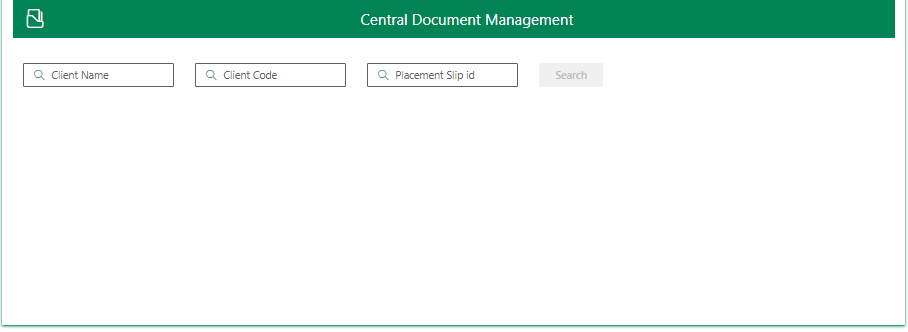 Central Document Management
Client Name
Client Code
Placement Slip id
Search